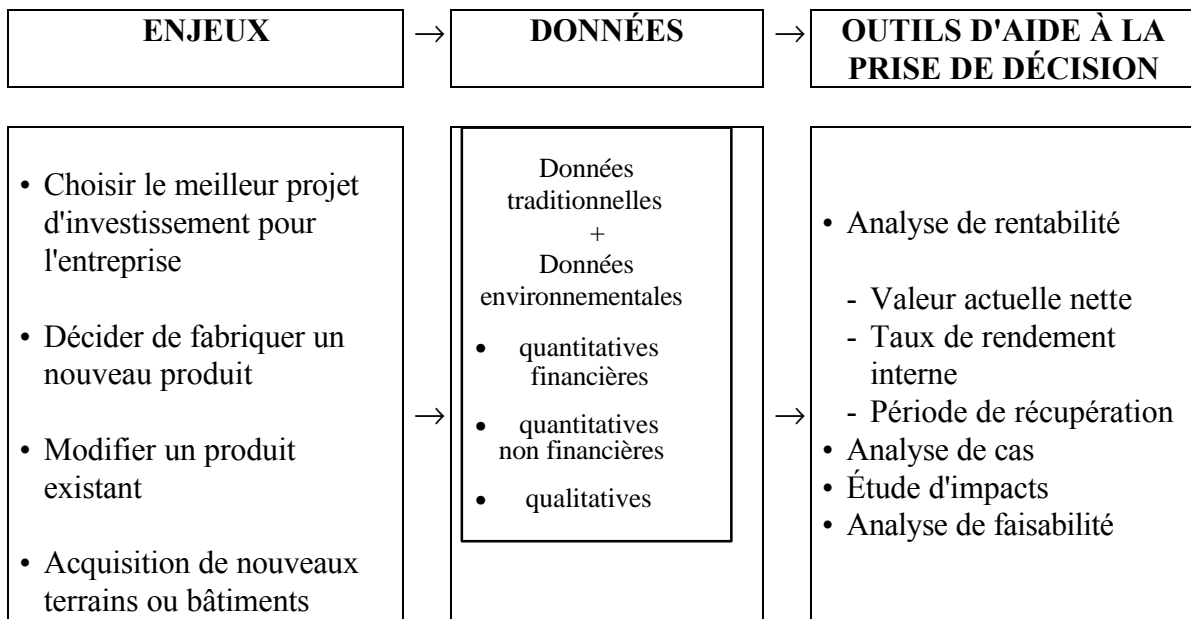 ENJEUX
→
DONNÉES
→
OUTILS D'AIDE À LA
PRISE DE DÉCISION
• Choisir le meilleur projet
d'investissement pour
l'entreprise
• Décider de fabriquer un
nouveau produit
• Modifier un produit
existant
• Acquisition de nouveaux
terrains ou bâtiments
→
Données
traditionnelles
+
Données
environnementales
• quantitatives
financières
• quantitatives
non financières
• qualitatives
→
• Analyse de rentabilité
- Valeur actuelle nette
- Taux de rendement
interne
- Période de récupération
• Analyse de cas
• Étude d'impacts
• Analyse de faisabilité